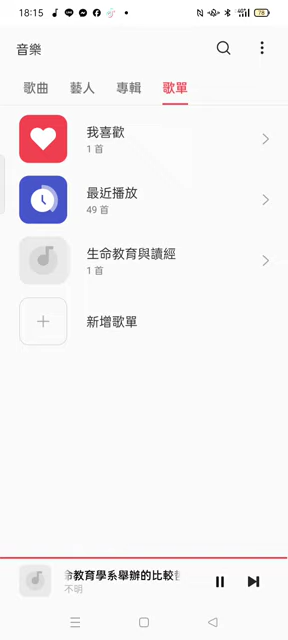 18:15
78
音樂
歌曲 藝人 專輯 歌單
我喜歡
1 首
最近播放
49 首
生命教育與讀經
1 首
新增歌單
命教育學系舉辦的比較
不明